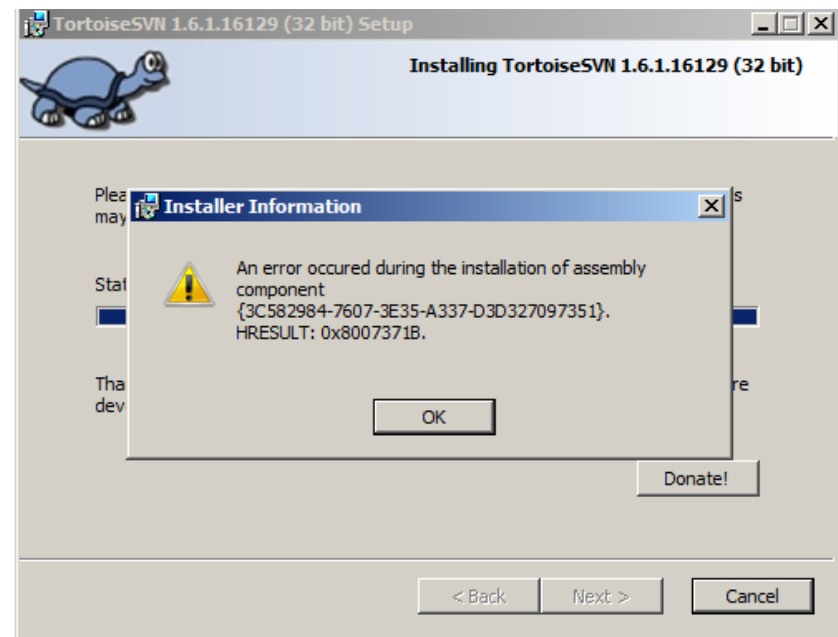 TortoiseSVN 1.6.1.16129 (32 bit) Setup
Installing TortoiseSVN 1.6.1.16129 (32 bit)
Installer Information
An error occured during the installation of assembly
component
{3C582984-7607-3E35-A337-D3D327097351}.
HRESULT: 0x8007371B.
OK
Donate!
< Back
Next >
Cancel